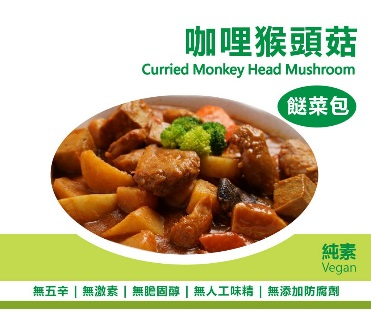 咖哩猴頭菇
Curried Monkey Head Mushroom
餸菜包
純素
Vegan
無五辛 | 無激素 | 無膽固醇 | 無人工味精 | 無添加防腐劑